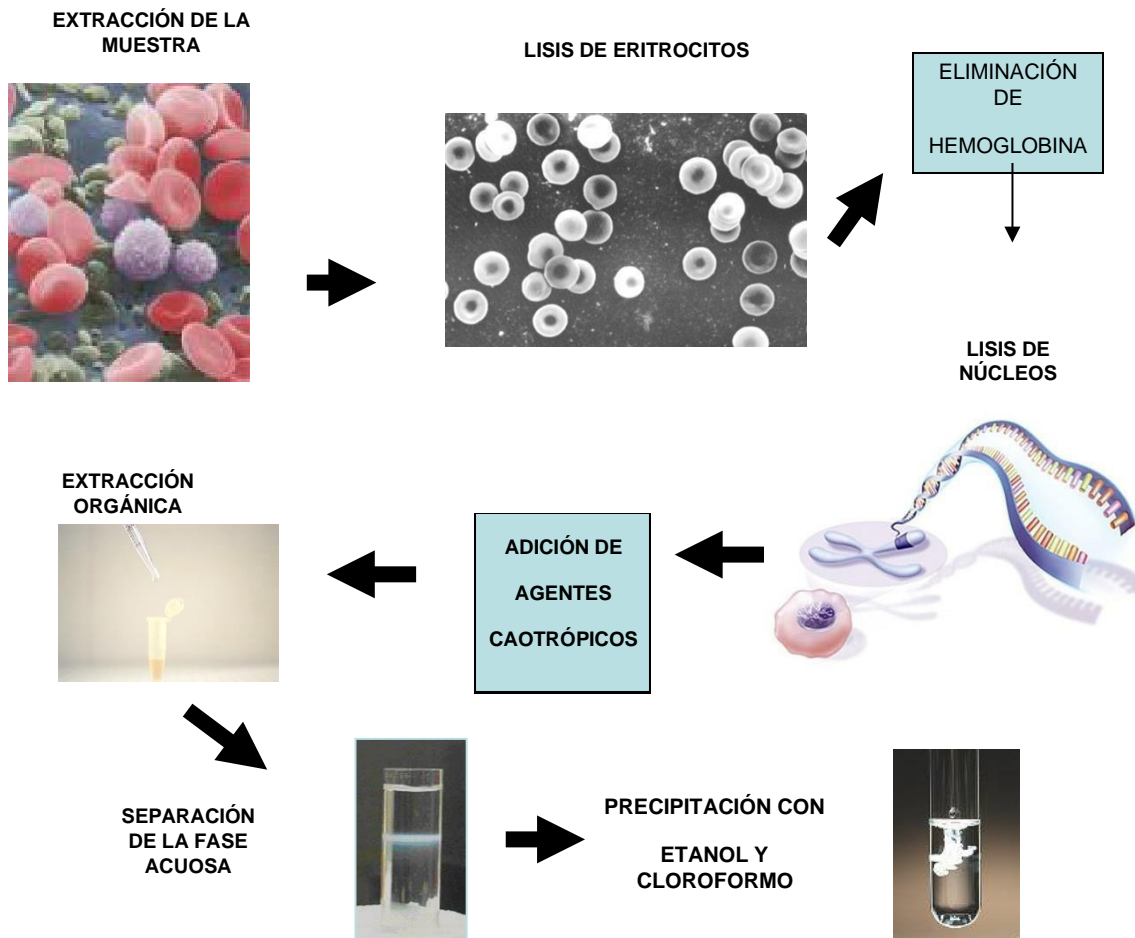 EXTRACCIÓN DE LA
MUESTRA
LISIS DE ERITROCITOS
ELIMINACIÓN
DE
HEMOGLOBINA
LISIS DE
NÚCLEOS
ADICIÓN DE
AGENTES
CAOTRÓPICOS
EXTRACCIÓN
ORGÁNICA
SEPARACIÓN
DE LA FASE
ACUOSA
PRECIPITACIÓN CON
ETANOL Y
CLOROFORMO